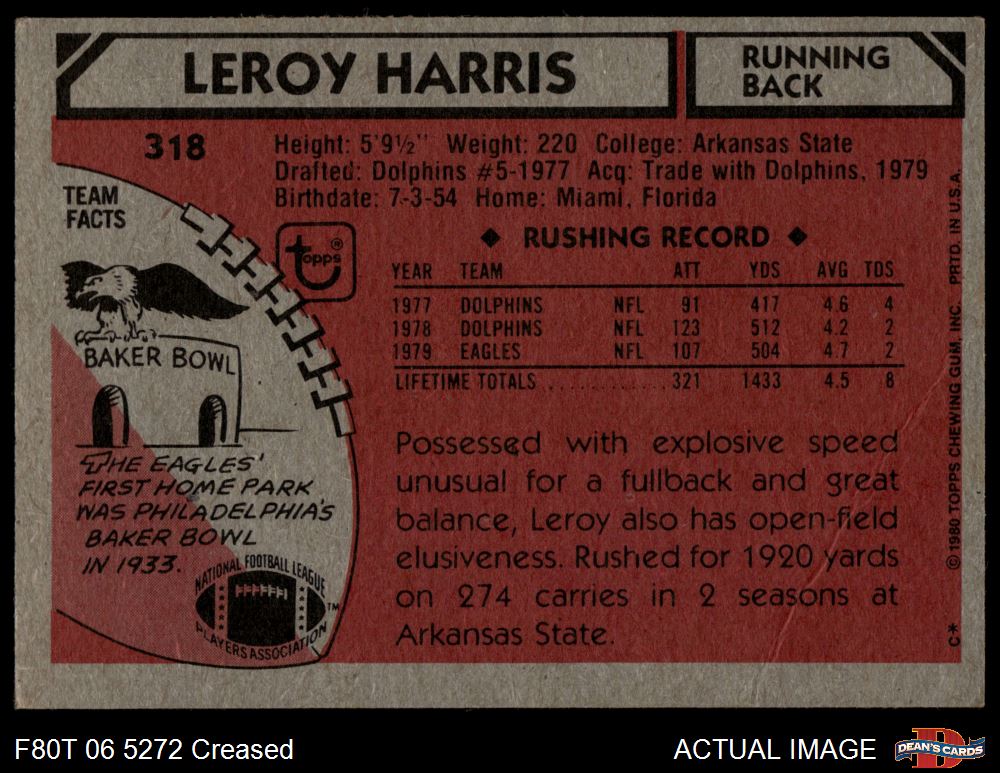 LEROY HARRIS
RUNNING
BACK
318
Height: 5'9½" Weight: 220 College: Arkansas State
Drafted: Dolphins #5-1977 Acq: Trade with Dolphins, 1979
Birthdate: 7-3-54 Home: Miami, Florida
TEAM
FACTS
topps®
BAKER BOWL
THE EAGLES'
FIRST HOME PARK
WAS PHILADELPHIA'S
BAKER BOWL
IN 1933.
NATIONAL FOOTBALL LEAGUE
PLAYERS ASSOCIATION
TM
◆ RUSHING RECORD ◆
YEAR TEAM ATT YDS AVG TDS
1977 DOLPHINS NFL 91 417 4.6 4
1978 DOLPHINS NFL 123 512 4.2 2
1979 EAGLES NFL 107 504 4.7 2
LIFETIME TOTALS ............ 321 1433 4.5 8
Possessed with explosive speed
unusual for a fullback and great
balance, Leroy also has open-field
elusiveness. Rushed for 1920 yards
on 274 carries in 2 seasons at
Arkansas State.
C* © 1980 TOPPS CHEWING GUM, INC. PRTD. IN U.S.A.
F80T 06 5272 Creased
ACTUAL IMAGE
D
DEAN'S CARDS